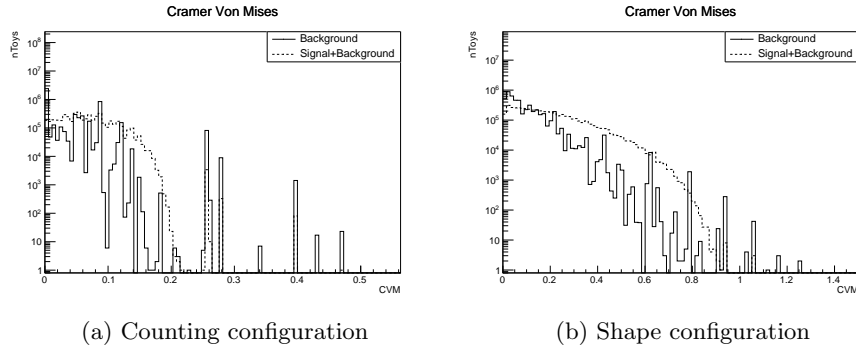 Cramer Von Mises
nToys
10^8
10^7
10^6
10^5
10^4
10^3
10^2
10
1
Background
Signal+Background
0 0.1 0.2 0.3 0.4 0.5
CVM
(a) Counting configuration
Cramer Von Mises
nToys
10^7
10^6
10^5
10^4
10^3
10^2
10
1
Background
Signal+Background
0 0.2 0.4 0.6 0.8 1 1.2 1.4
CVM
(b) Shape configuration